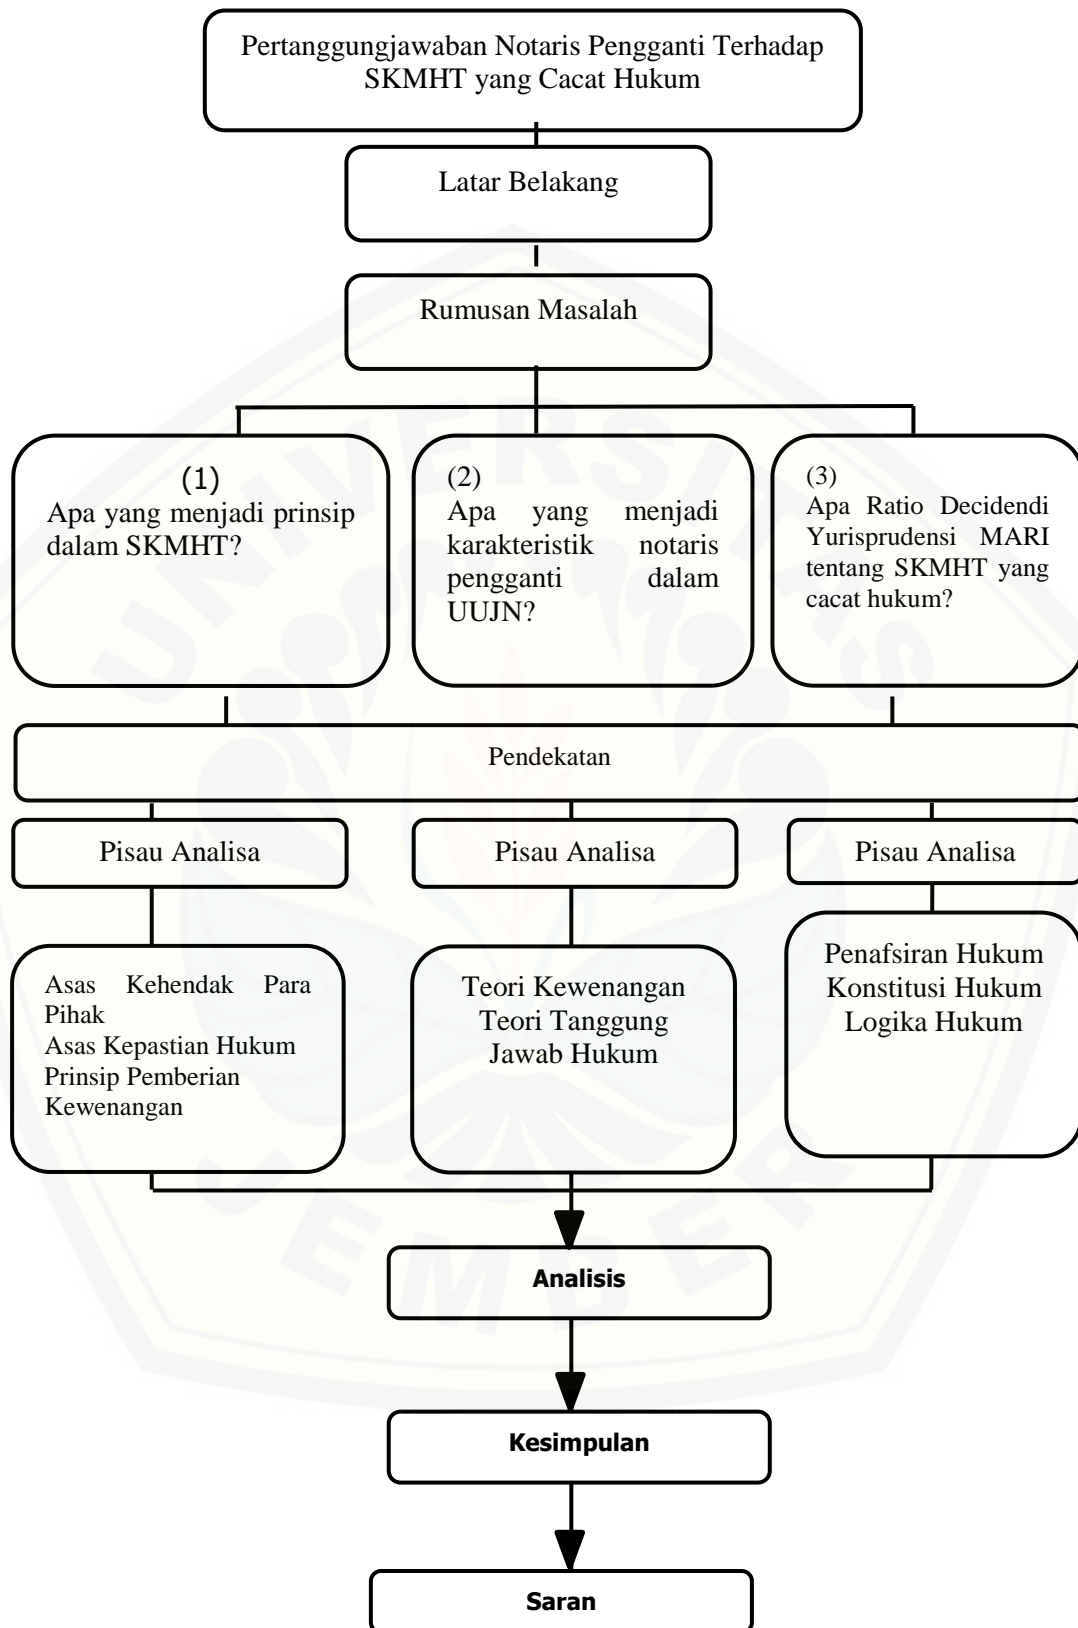 Pertanggungjawaban Notaris Pengganti Terhadap
SKMHT yang Cacat Hukum
Latar Belakang
Rumusan Masalah
(1)
Apa yang menjadi prinsip
dalam SKMHT?
(2)
Apa yang menjadi
karakteristik notaris
pengganti dalam
UUJN?
(3)
Apa Ratio Decidendi
Yurisprudensi MARI
tentang SKMHT yang
cacat hukum?
Pendekatan
Pisau Analisa
Pisau Analisa
Pisau Analisa
Asas Kehendak Para
Pihak
Asas Kepastian Hukum
Prinsip Pemberian
Kewenangan
Teori Kewenangan
Teori Tanggung
Jawab Hukum
Penafsiran Hukum
Konstitusi Hukum
Logika Hukum
Analisis
Kesimpulan
Saran
UNIVERSITAS
JEMBER